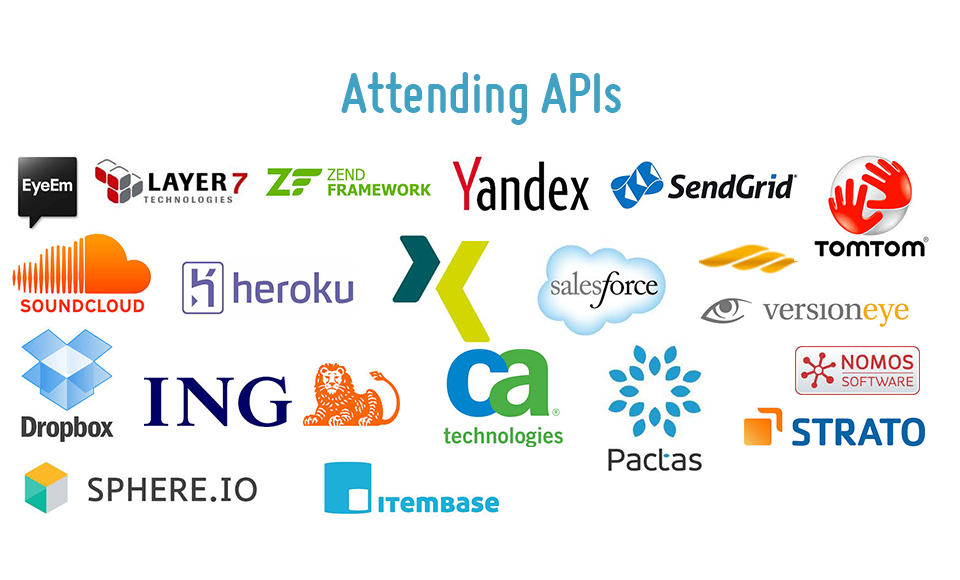 Attending APIs
EyeEm
LAYER 7
TECHNOLOGIES
ZF ZEND
FRAMEWORK
Yandex
SendGrid®
TOMTOM®
SOUNDCLOUD
heroku
salesforce
versioneye
Dropbox
ING
ca®
technologies
Pactas
NOMOS
SOFTWARE
STRATO
SPHERE.IO
ITEMBASE